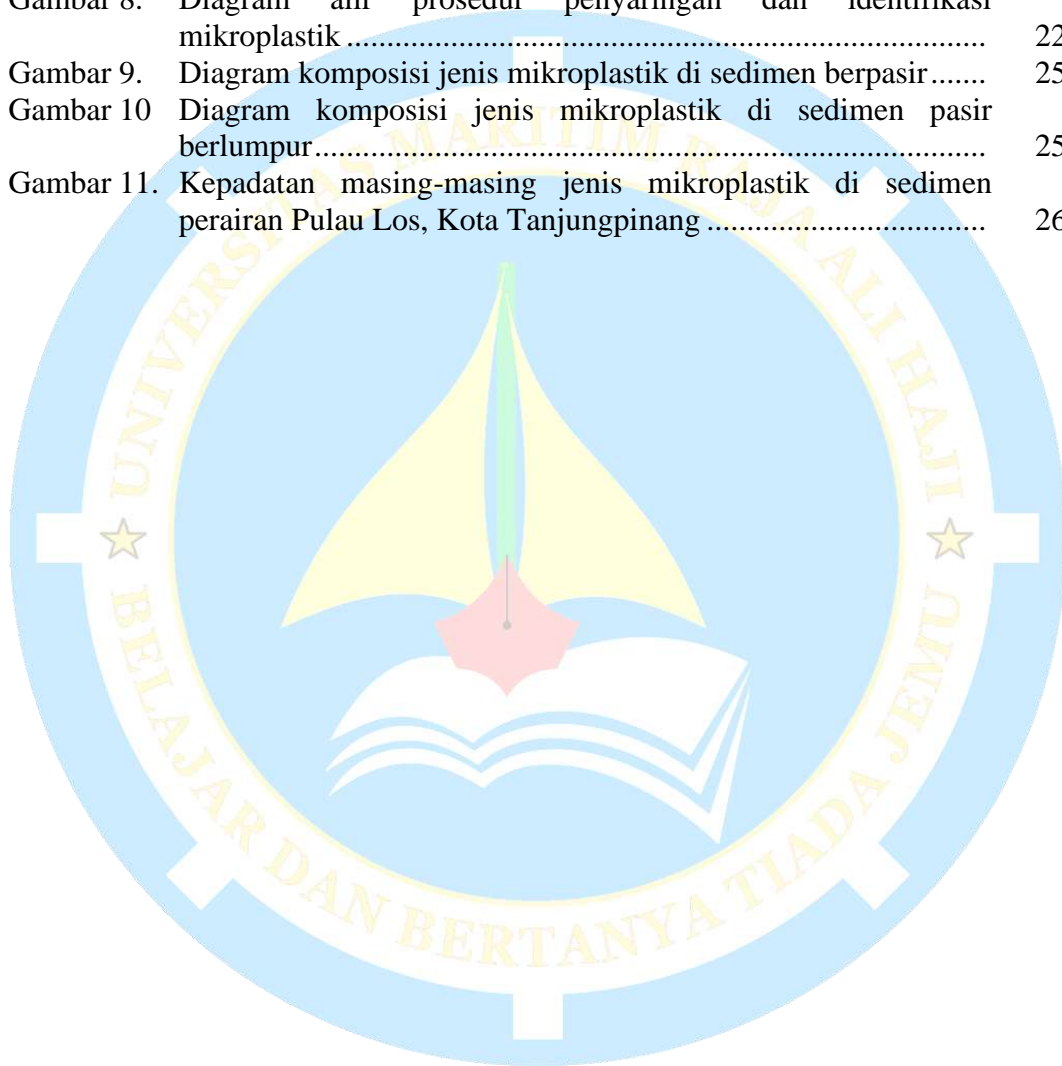 Gambar 8. Diagram alir prosedur penyaringan dan identifikasi
mikroplastik ............................................................................... 22
Gambar 9. Diagram komposisi jenis mikroplastik di sedimen berpasir ....... 25
Gambar 10 Diagram komposisi jenis mikroplastik di sedimen pasir
berlumpur ................................................................................... 25
Gambar 11. Kepadatan masing-masing jenis mikroplastik di sedimen
perairan Pulau Los, Kota Tanjungpinang .................................. 26
UNIVERSITAS MARITIM RAJA ALI HAJI
BELAJAR DAN BERTANYA TIADA JEMU